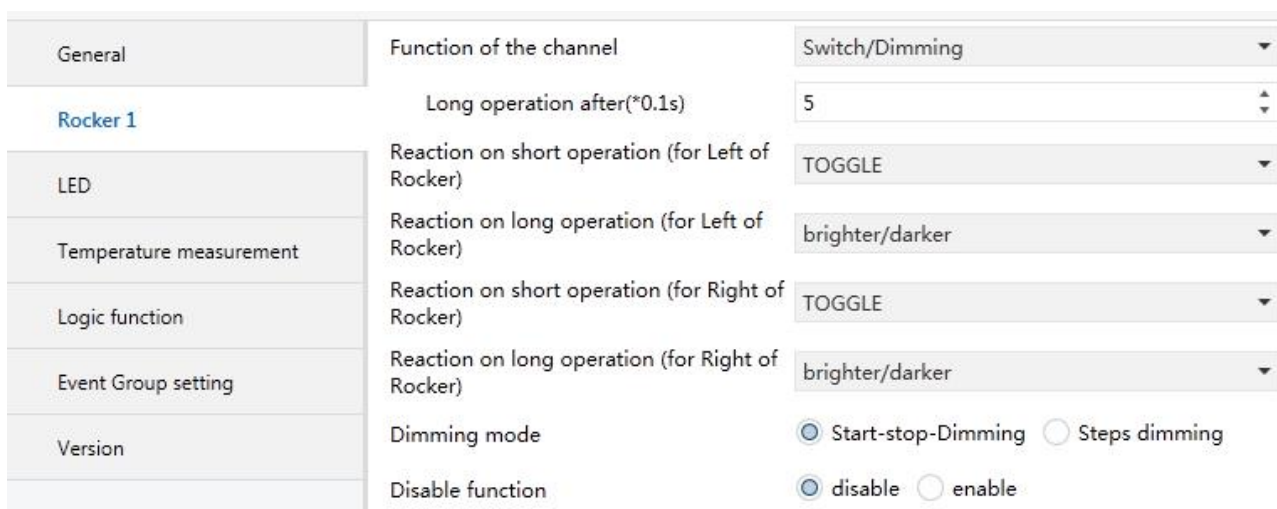 General
Rocker 1
LED
Temperature measurement
Logic function
Event Group setting
Version
Function of the channel
Switch/Dimming
Long operation after(*0.1s)
5
Reaction on short operation (for Left of
Rocker)
TOGGLE
Reaction on long operation (for Left of
Rocker)
brighter/darker
Reaction on short operation (for Right of
Rocker)
TOGGLE
Reaction on long operation (for Right of
Rocker)
brighter/darker
Dimming mode
Start-stop-Dimming
Steps dimming
Disable function
disable
enable